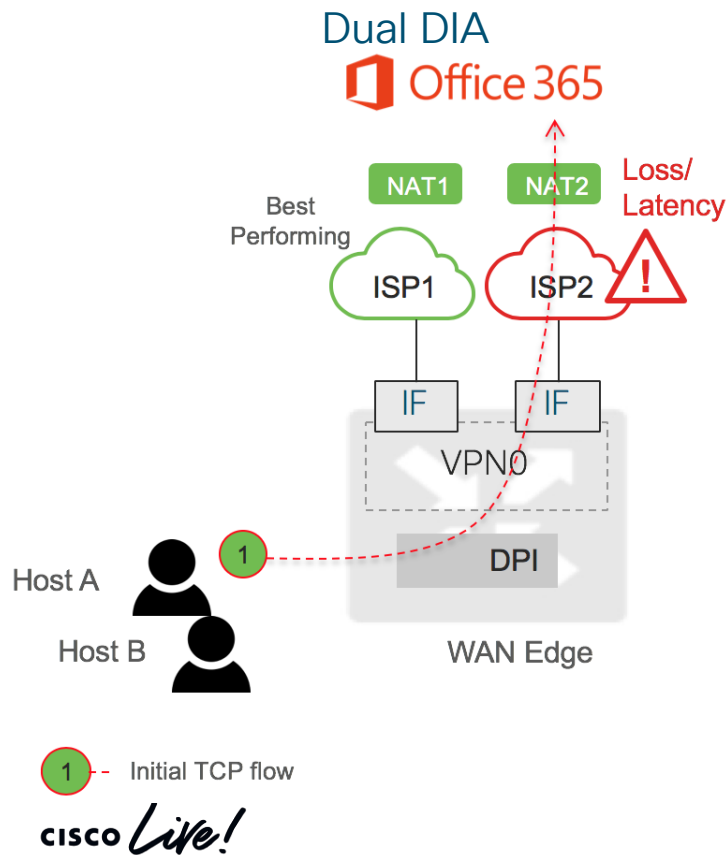 Dual DIA
Office 365
NAT1
NAT2
Loss/
Latency
Best
Performing
ISP1
ISP2
!
IF
IF
VPN0
1
DPI
Host A
Host B
WAN Edge
1
Initial TCP flow
CISCO Live!